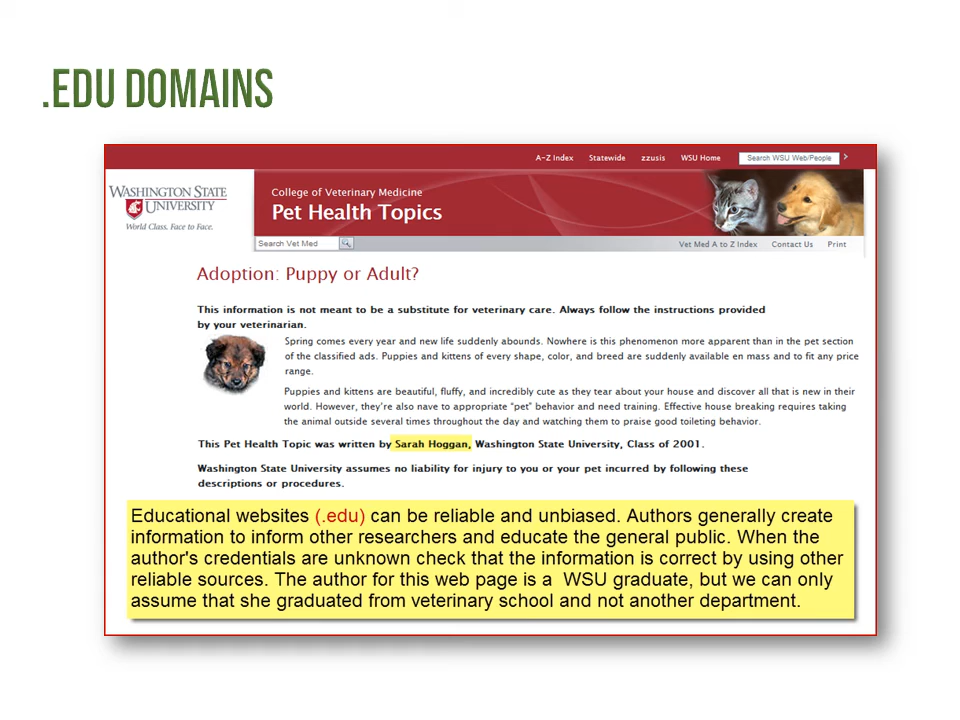 .EDU DOMAINS
A-Z Index Statewide zzusis WSU Home Search WSU Web/People
WASHINGTON STATE
UNIVERSITY
World Class. Face to Face.
College of Veterinary Medicine
Pet Health Topics
Search Vet Med
Vet Med A to Z Index Contact Us Print
Adoption: Puppy or Adult?
This information is not meant to be a substitute for veterinary care. Always follow the instructions provided
by your veterinarian.
Spring comes every year and new life suddenly abounds. Nowhere is this phenomenon more apparent than in the pet section
of the classified ads. Puppies and kittens of every shape, color, and breed are suddenly available en mass and to fit any price
range.
Puppies and kittens are beautiful, fluffy, and incredibly cute as they tear about your house and discover all that is new in their
world. However, they're also nave to appropriate "pet" behavior and need training. Effective house breaking requires taking
the animal outside several times throughout the day and watching them to praise good toileting behavior.
This Pet Health Topic was written by Sarah Hoggan, Washington State University, Class of 2001.
Washington State University assumes no liability for injury to you or your pet incurred by following these
descriptions or procedures.
Educational websites (.edu) can be reliable and unbiased. Authors generally create
information to inform other researchers and educate the general public. When the
author's credentials are unknown check that the information is correct by using other
reliable sources. The author for this web page is a WSU graduate, but we can only
assume that she graduated from veterinary school and not another department.